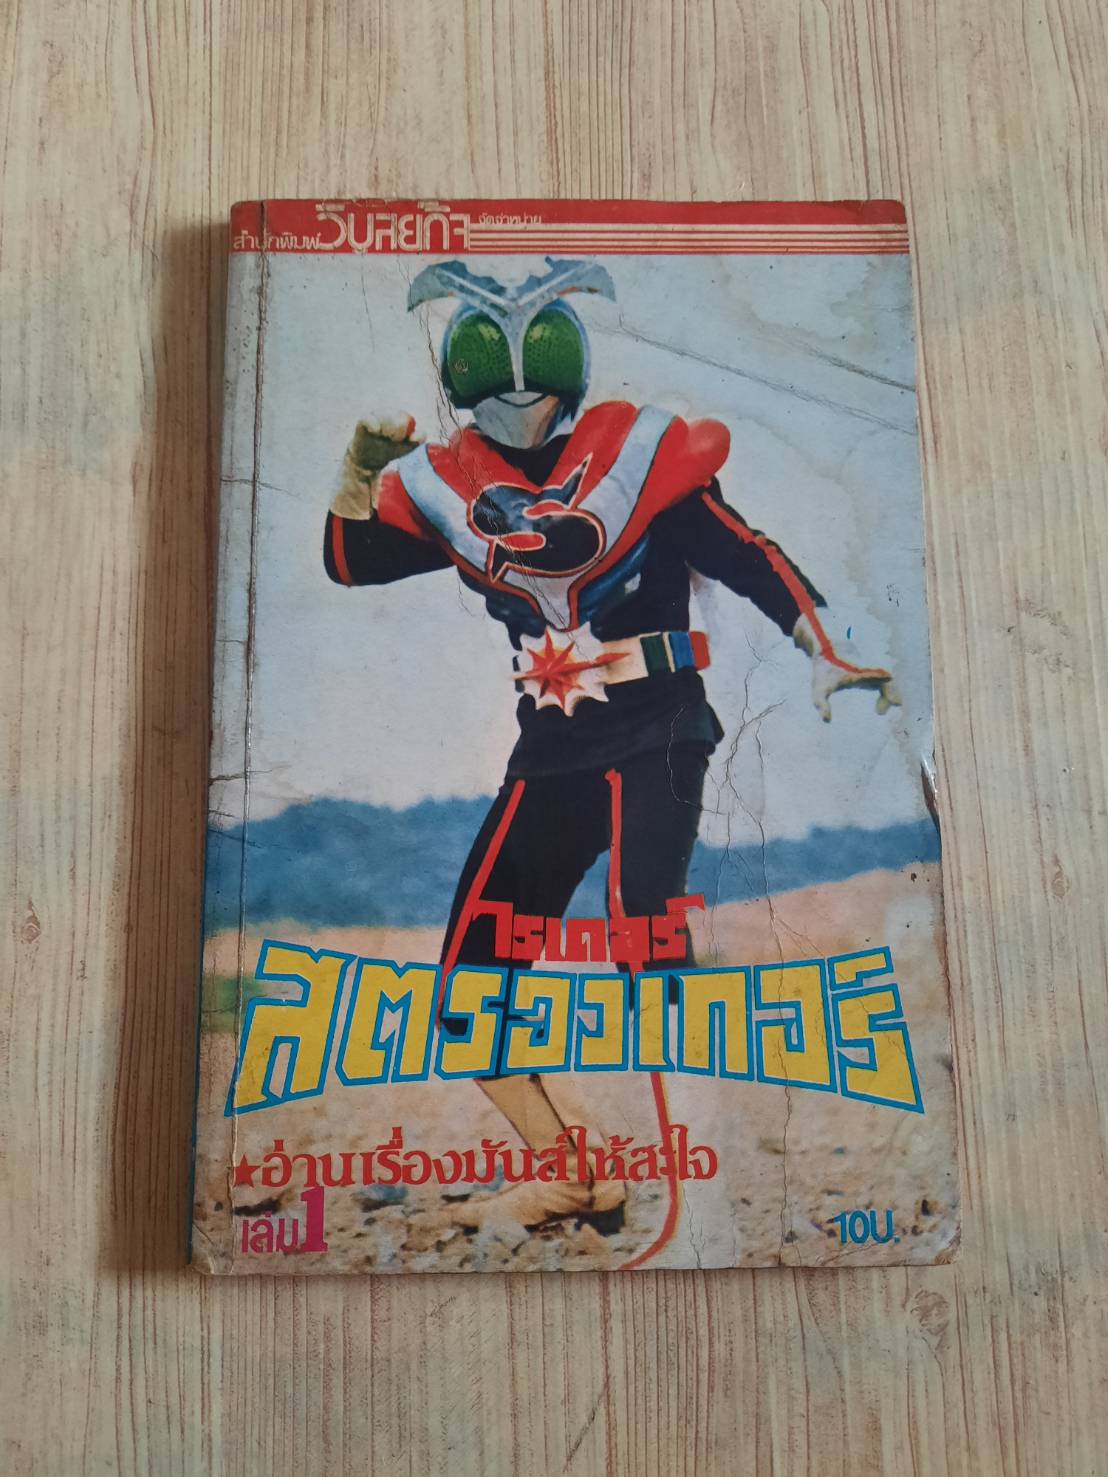 สำนักพิมพ์วิบูลย์กิจ จัดจำหน่าย
ไรเดอร์
สตรองเกอร์
★อ่านเรื่องมันส์ให้สะใจ
เล่ม 1
10บ.